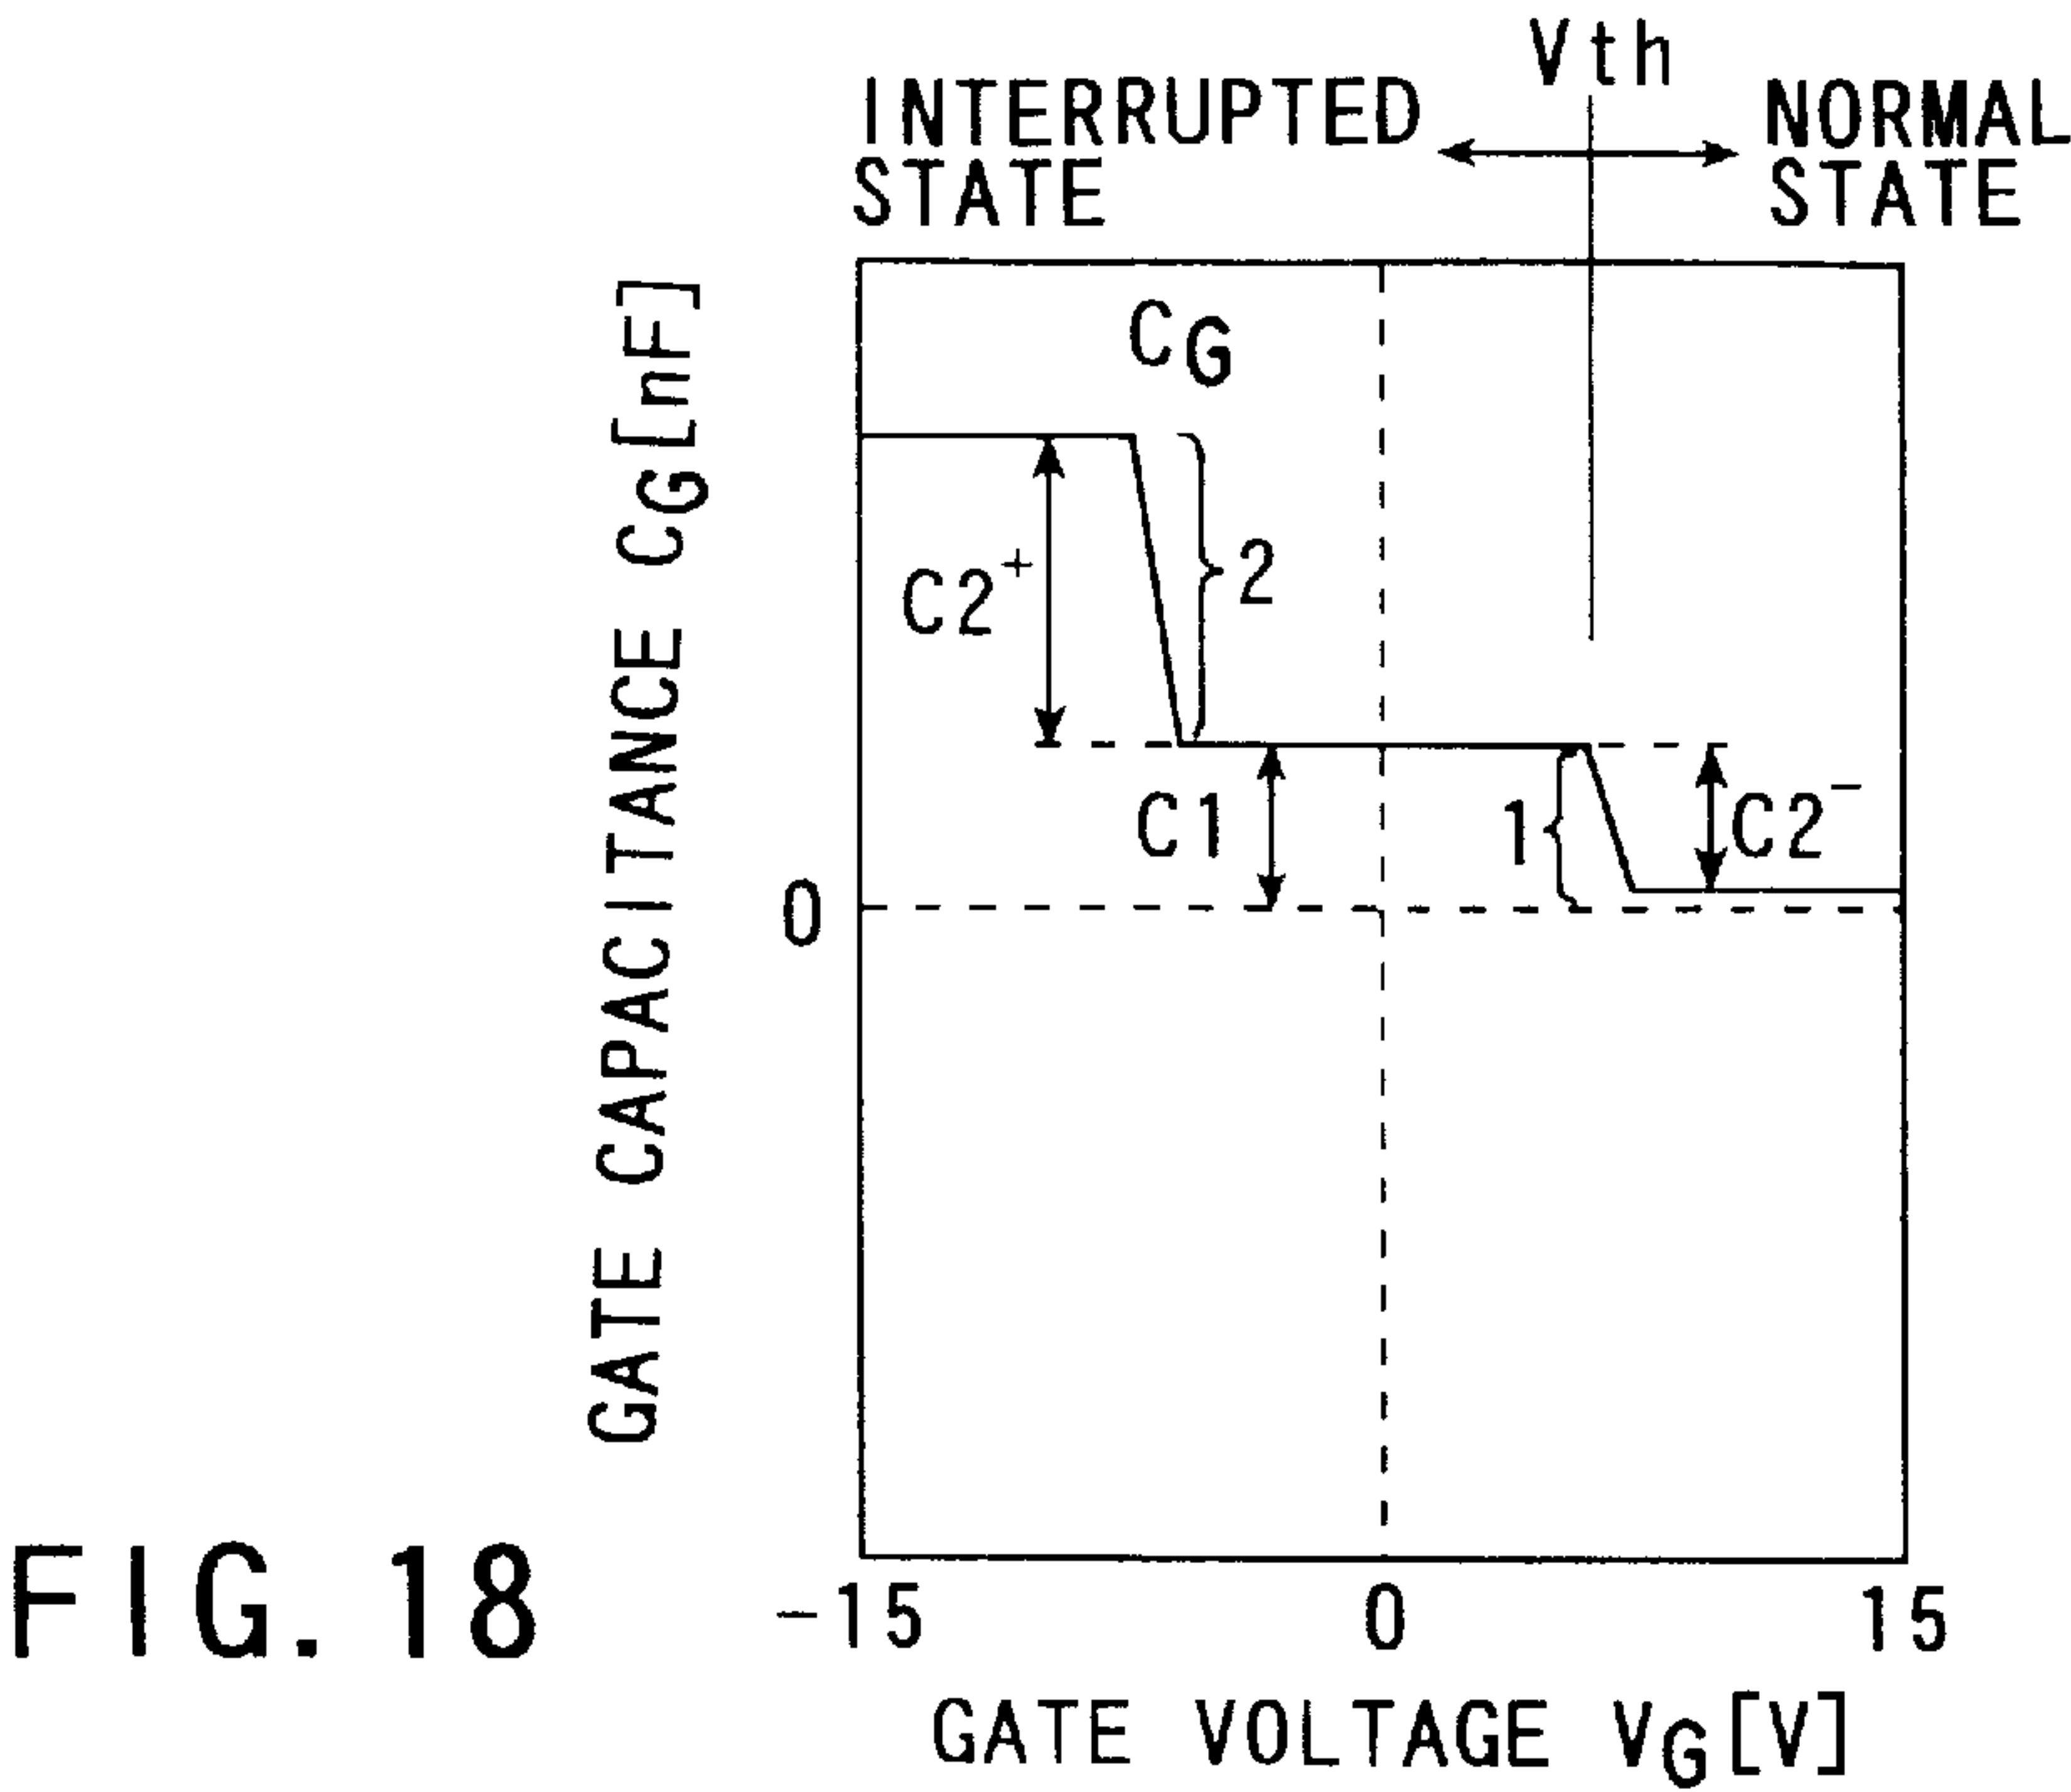 Vth
INTERRUPTED STATE
NORMAL STATE
CG
GATE CAPACITANCE CG[nF]
C2+
2
C1
1
C2-
0
-15
0
15
GATE VOLTAGE VG[V]
FIG. 18